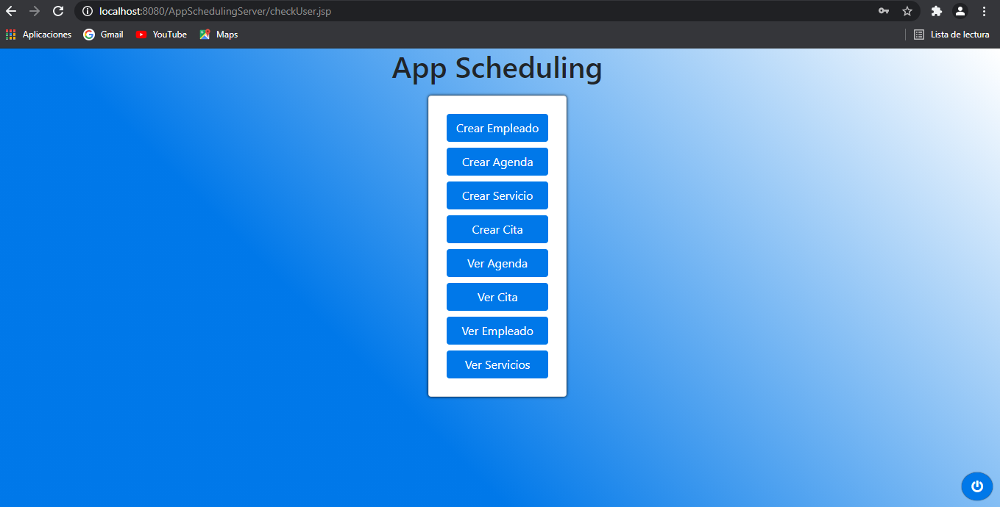 localhost:8080/AppSchedulingServer/checkUser.jsp
Aplicaciones Gmail YouTube Maps Lista de lectura
App Scheduling
Crear Empleado
Crear Agenda
Crear Servicio
Crear Cita
Ver Agenda
Ver Cita
Ver Empleado
Ver Servicios